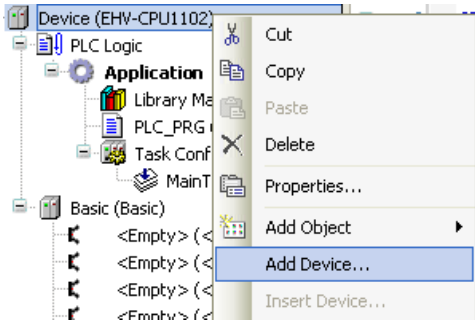 Device (EHV-CPU1102)
PLC Logic
Application
Library Ma
PLC_PRG
Task Conf
MainT
Basic (Basic)
<Empty> (<
<Empty> (<
<Empty> (<
<Empty> (<
Cut
Copy
Paste
Delete
Properties...
Add Object
Add Device...
Insert Device...